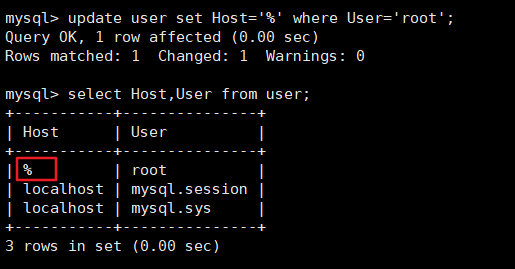 mysql> update user set Host='%' where User='root';
Query OK, 1 row affected (0.00 sec)
Rows matched: 1  Changed: 1  Warnings: 0

mysql> select Host,User from user;
+-----------+---------------+
| Host      | User          |
+-----------+---------------+
| %         | root          |
| localhost | mysql.session |
| localhost | mysql.sys     |
+-----------+---------------+
3 rows in set (0.00 sec)